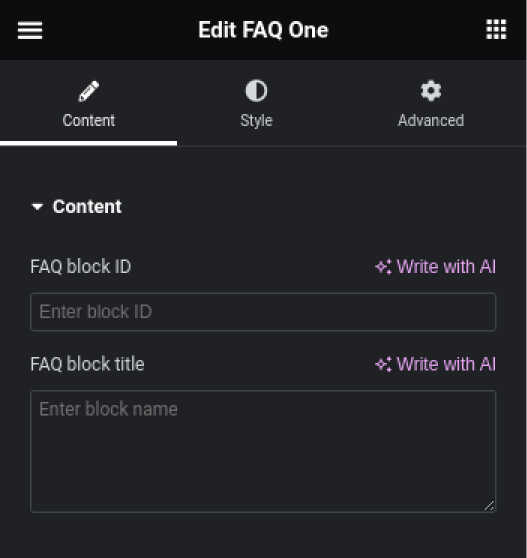 Edit FAQ One
Content Style Advanced
Content
FAQ block ID Write with AI
Enter block ID
FAQ block title Write with AI
Enter block name